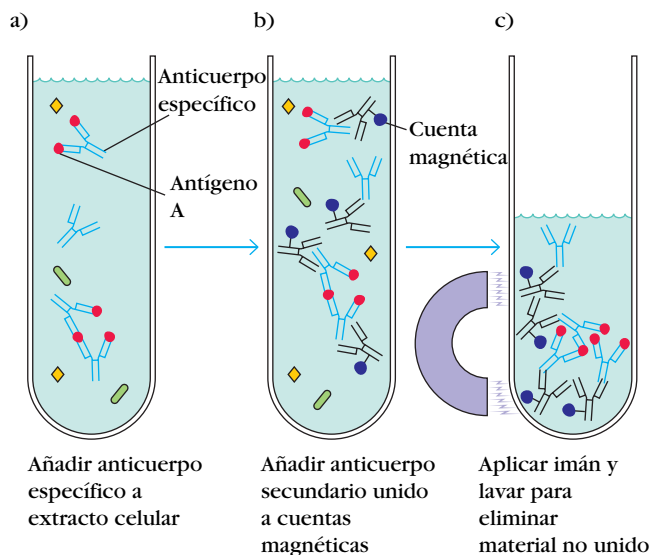 a)
b)
c)
Anticuerpo
específico
Antígeno
A
Cuenta
magnética
Añadir anticuerpo
específico a
extracto celular
Añadir anticuerpo
secundario unido
a cuentas
magnéticas
Aplicar imán y
lavar para
eliminar
material no unido